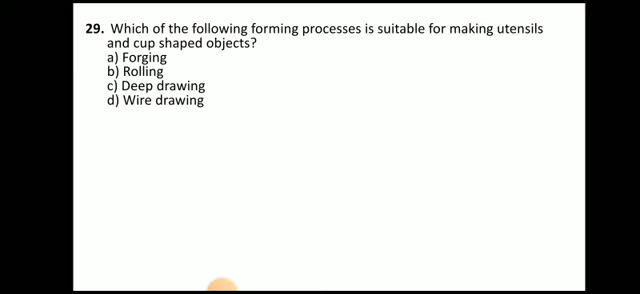 29. Which of the following forming processes is suitable for making utensils
and cup shaped objects?
a) Forging
b) Rolling
c) Deep drawing
d) Wire drawing